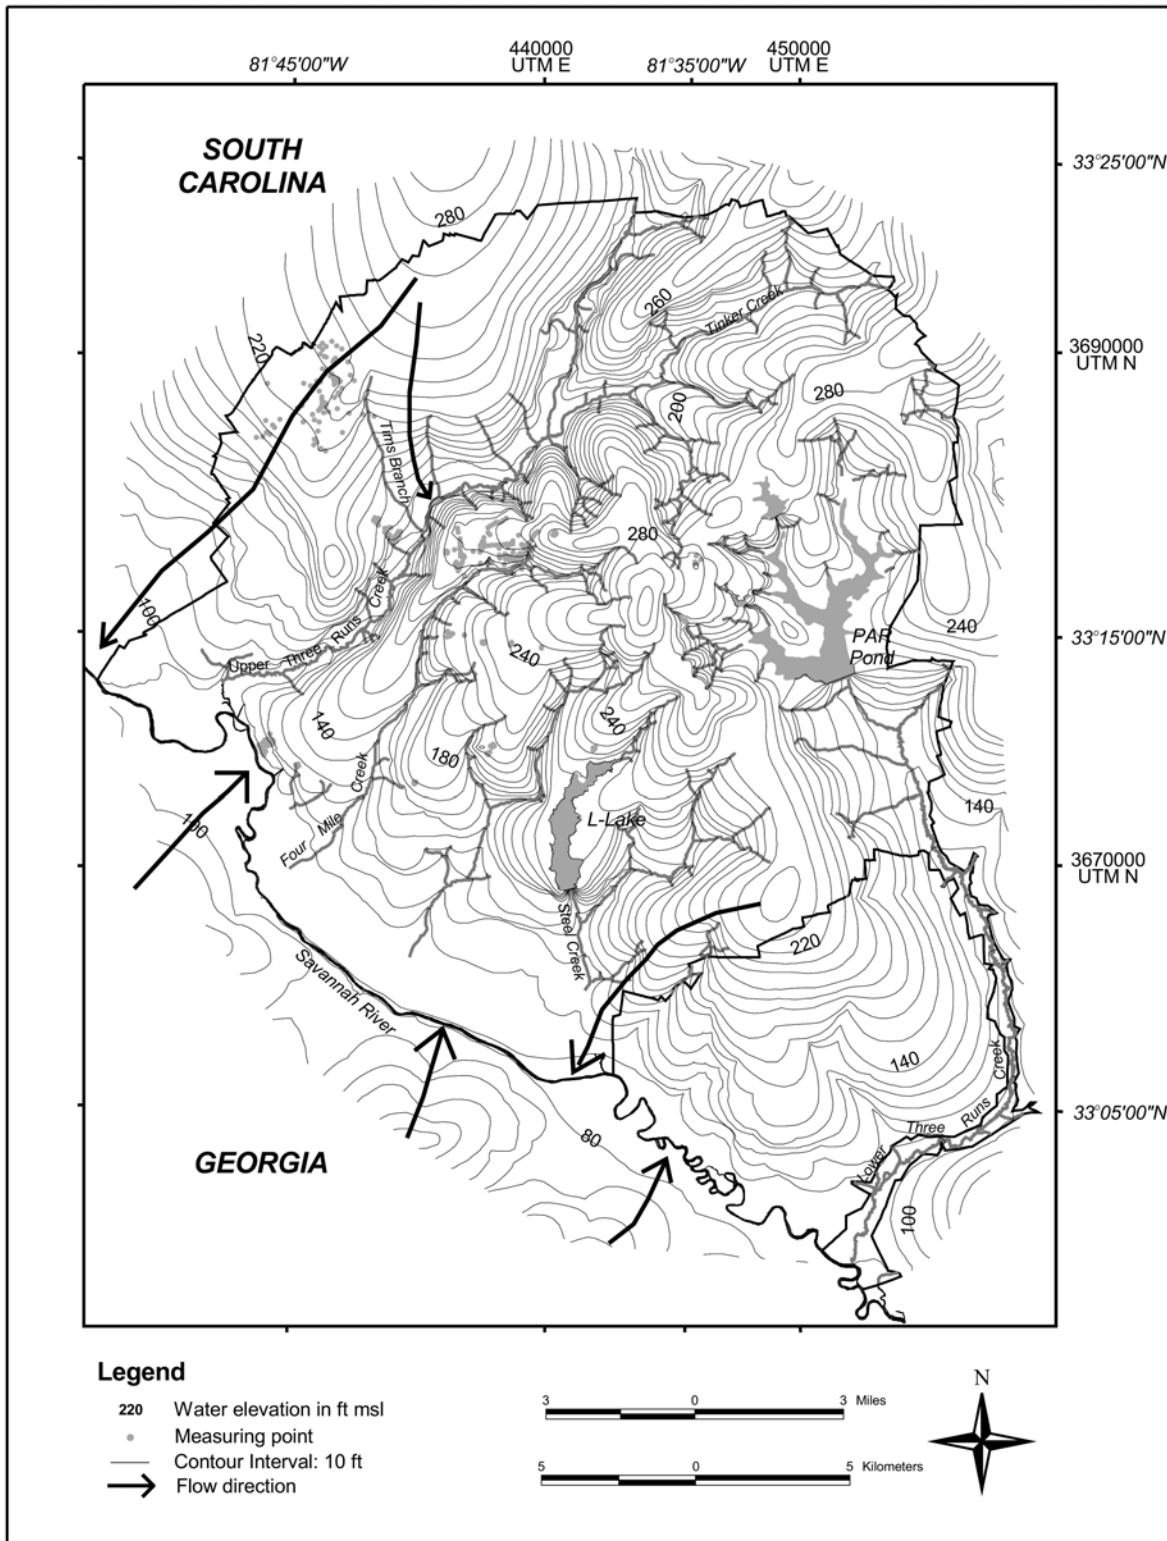 440000
UTM E
450000
UTM E
81°45'00"W
81°35'00"W
SOUTH
CAROLINA
33°25'00"N
280
260
Tinker Creek
220
3690000
UTM N
280
200
Tims Branch
280
100
Upper Three Runs Creek
240
33°15'00"N
240
PAR
Pond
140
240
180
Four Mile Creek
140
L-Lake
100
3670000
UTM N
Steel Creek
220
Savannah River
140
33°05'00"N
80
Lower Three Runs Creek
GEORGIA
100
Legend
220 Water elevation in ft msl
Measuring point
Contour Interval: 10 ft
Flow direction
3 0 3 Miles
5 0 5 Kilometers
N